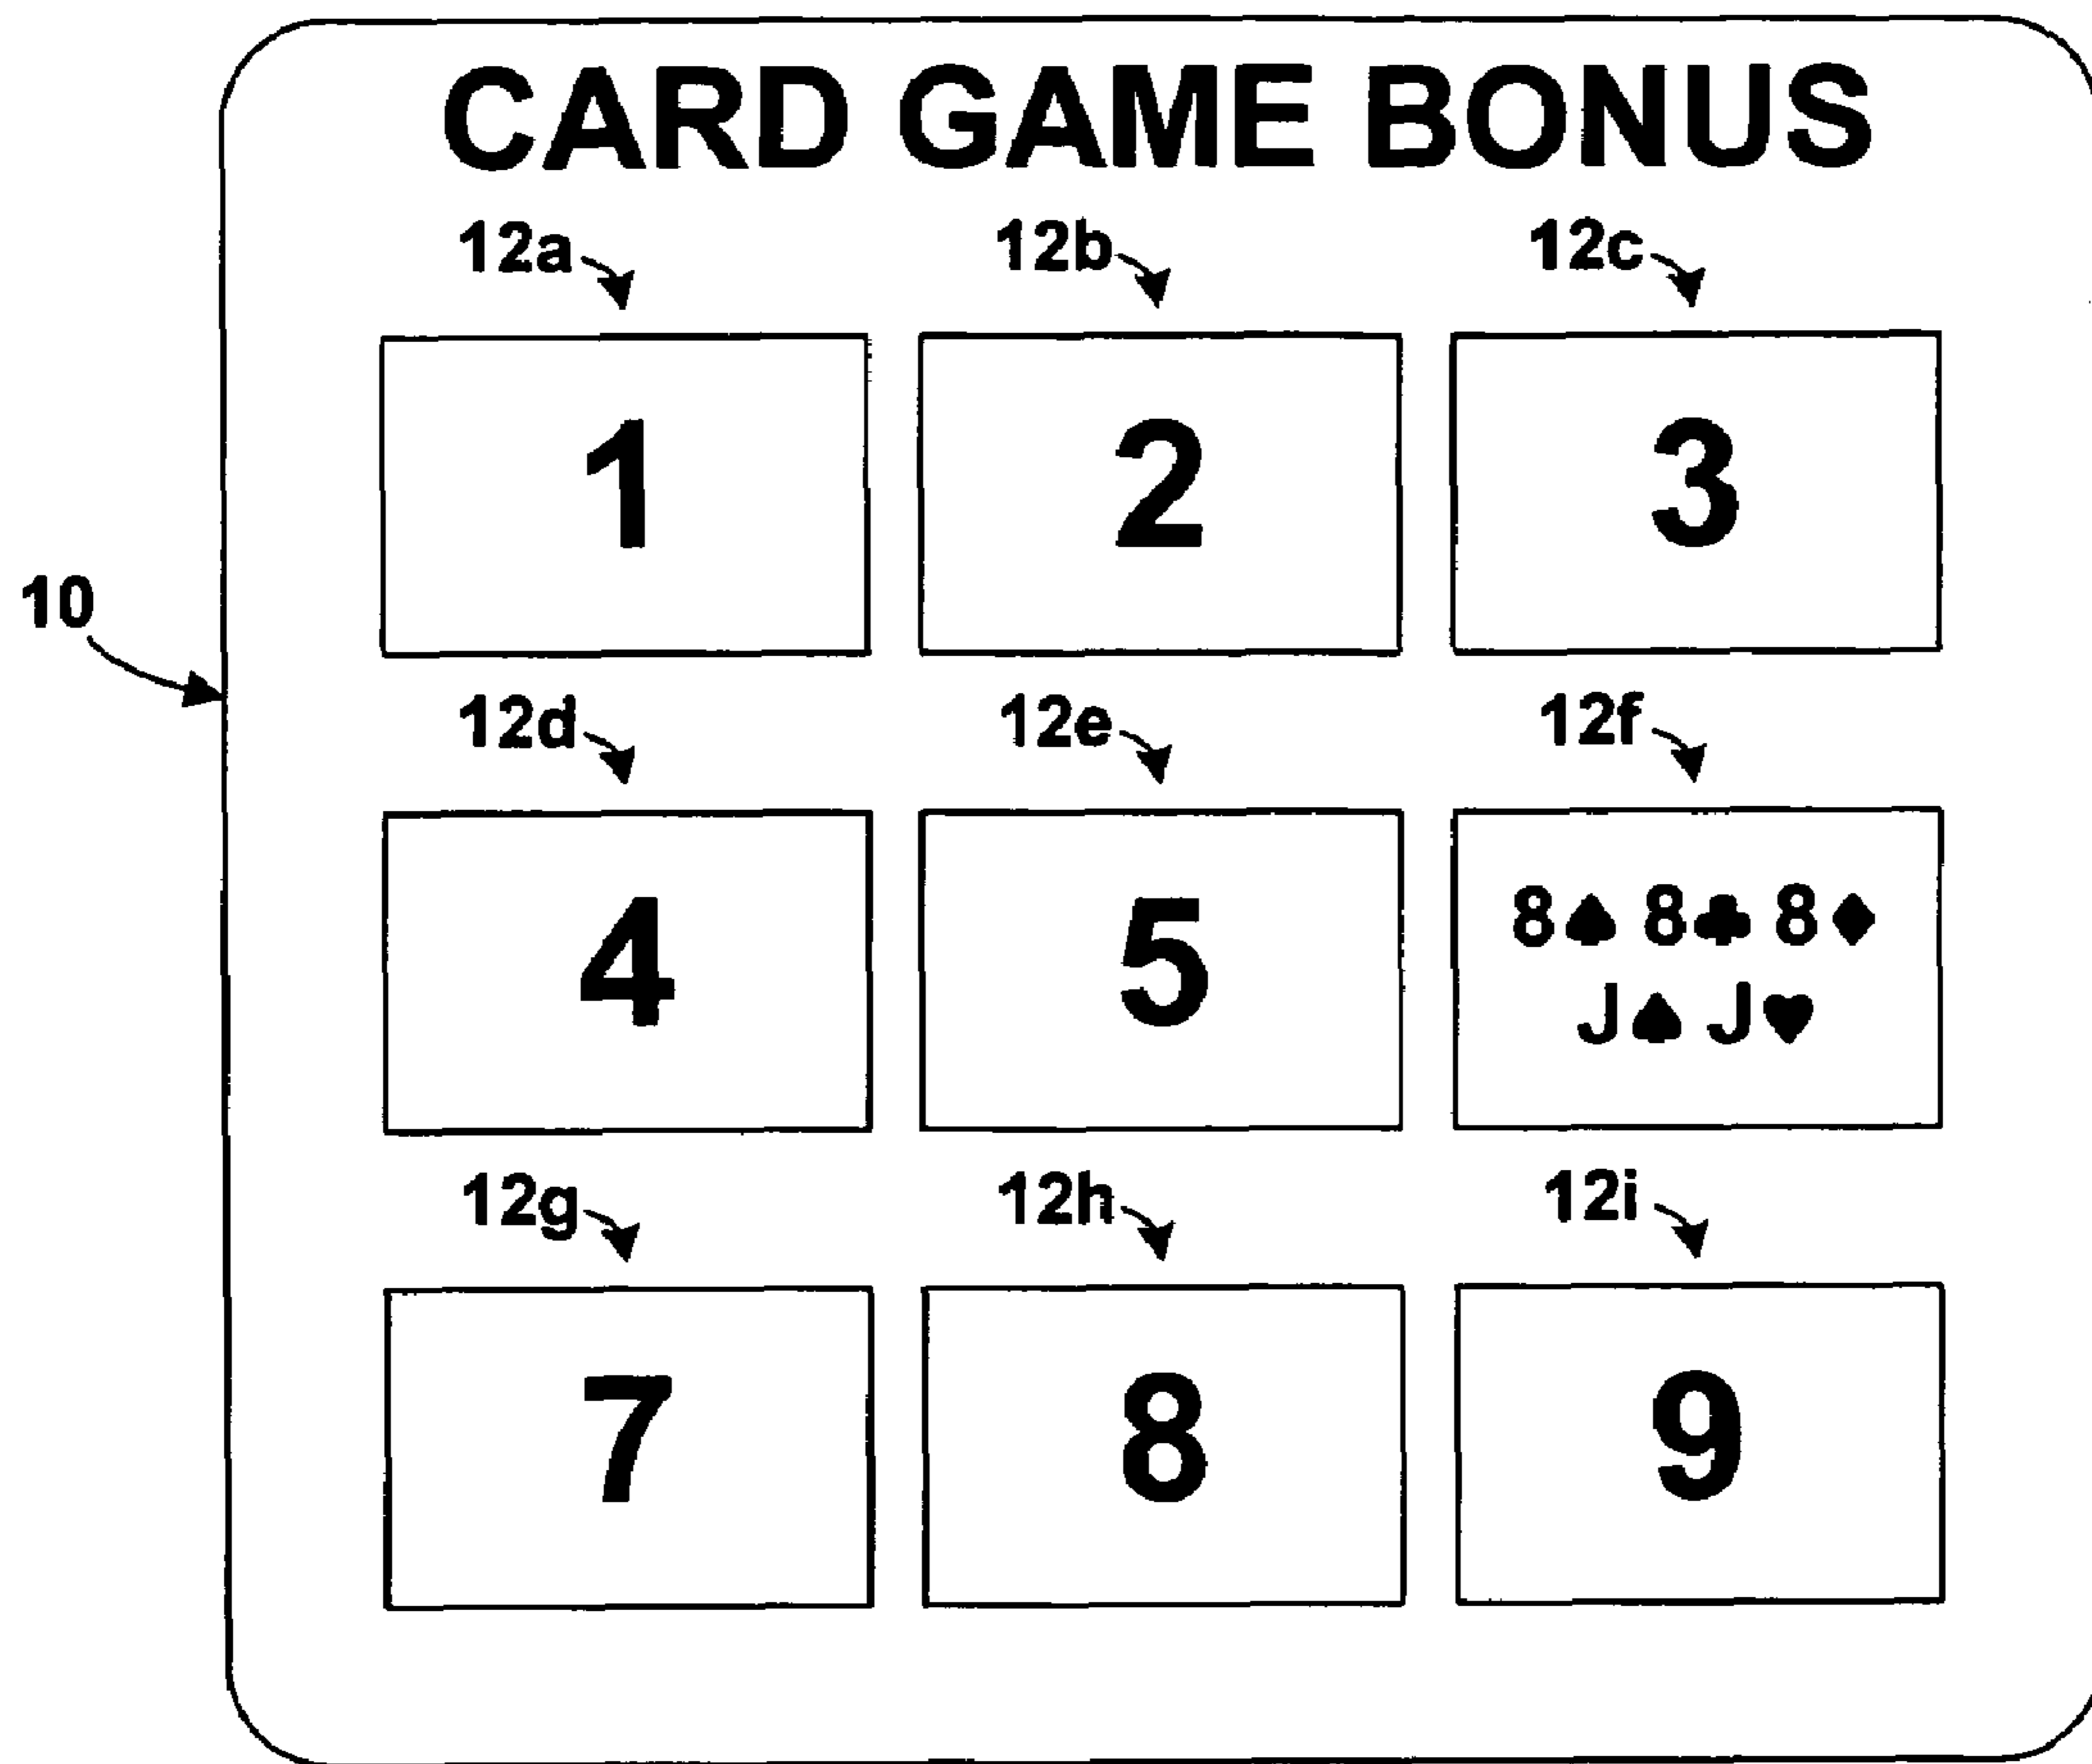 CARD GAME BONUS
12a 12b 12c
1 2 3
10
12d 12e 12f
4 5 8♠ 8♣ 8♦
J♠ J♥
12g 12h 12i
7 8 9